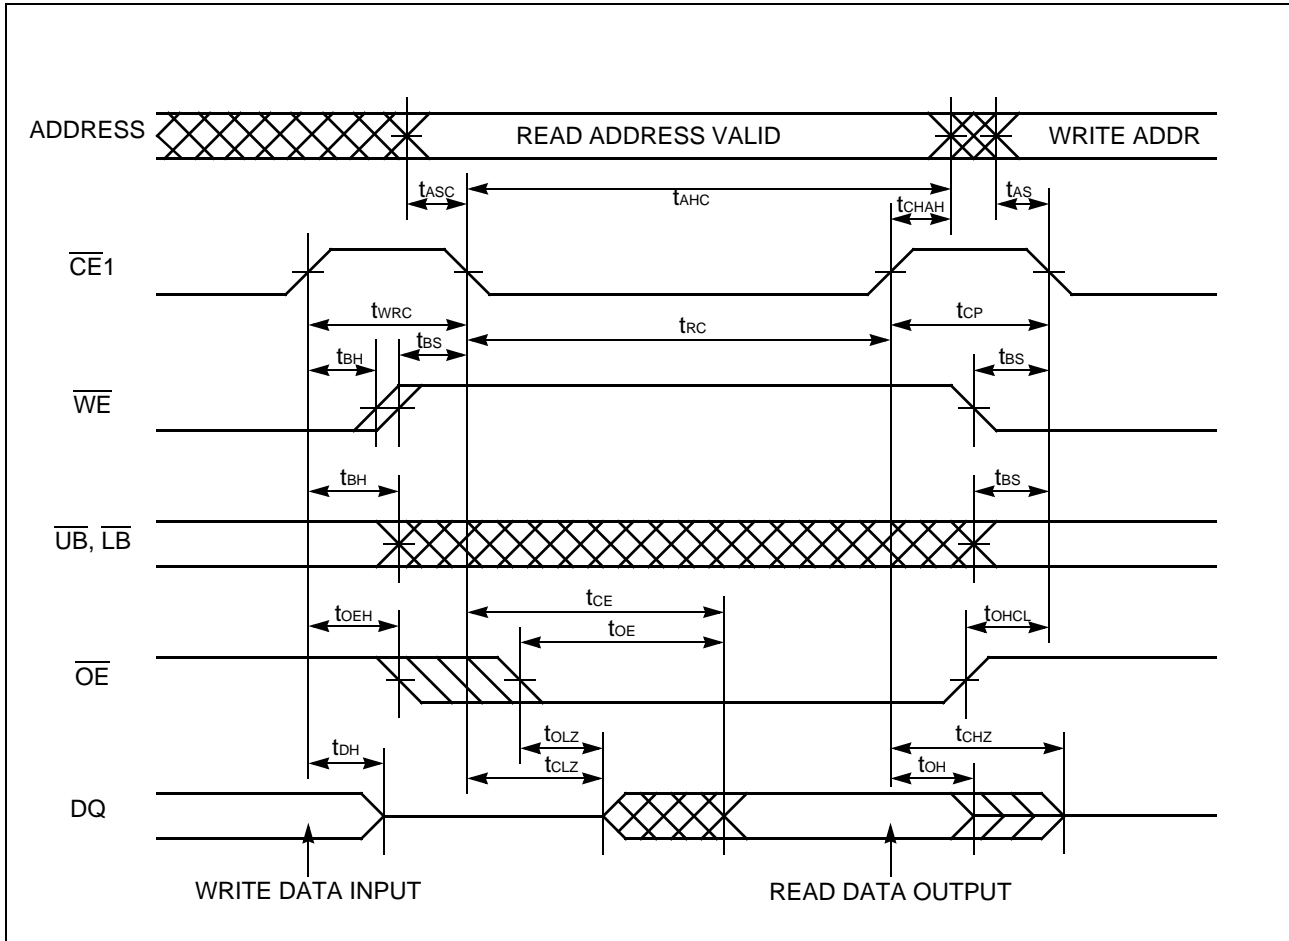 ADDRESS
READ ADDRESS VALID
WRITE ADDR
tASC
tAHC
tCHAH
tAS
CE1
tWRC
tRC
tCP
tBS
tBH
tBS
WE
tBH
tBS
UB, LB
tCE
tOEH
tOE
tOHCL
OE
tOLZ
tCHZ
tDH
tCLZ
tOH
DQ
WRITE DATA INPUT
READ DATA OUTPUT